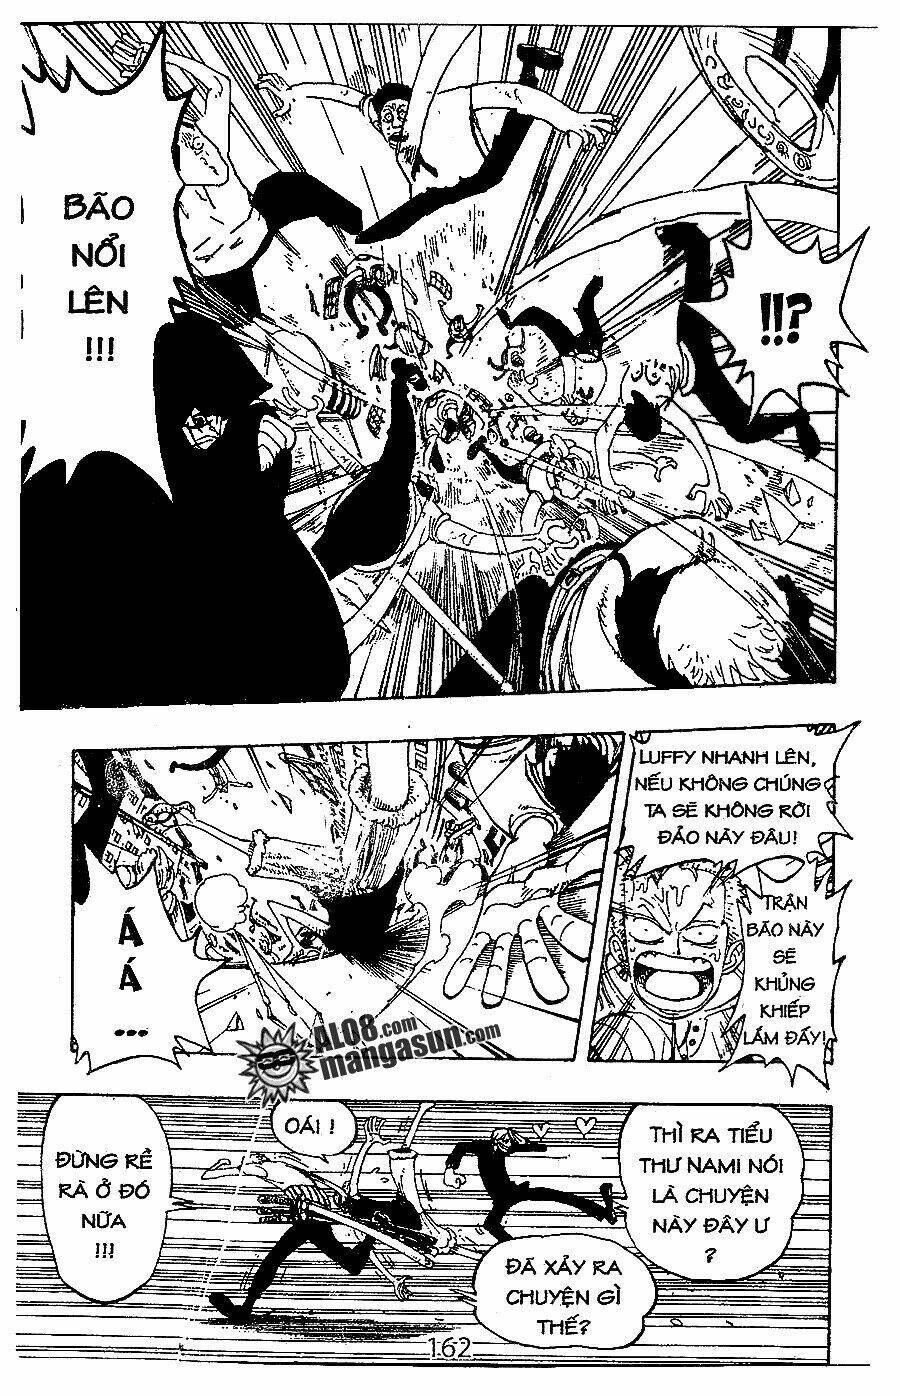 BÃO
NỔI
LÊN
!!!
!!?
LUFFY NHANH LÊN,
NẾU KHÔNG CHÚNG
TA SẼ KHÔNG RỜI
ĐẢO NÀY ĐÂU!
TRẬN
BÃO NÀY
SẼ
KHỦNG
KHIẾP
LẮM ĐẤY!
Á
Á
...
AL08.com
mangasun.com
THÌ RA TIỂU
THƯ NAMI NÓI
LÀ CHUYỆN
NÀY ĐÂY Ư
?
OÁI !
ĐỪNG RỀ
RÀ Ở ĐÓ
NỮA
!!!
ĐÃ XẢY RA
CHUYỆN GÌ
THẾ?
162